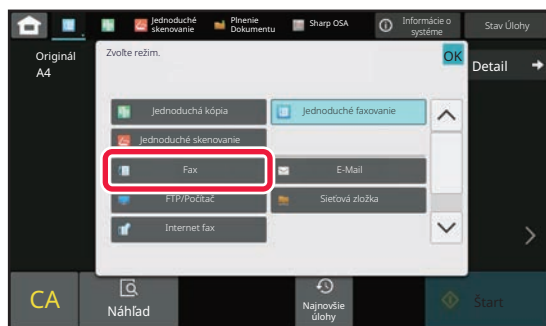 Jednoduché
skenovanie
Plnenie
Dokumentu
Sharp OSA
Informácie o
systéme
Stav Úlohy
Originál
A4
Zvoľte režim.
OK
Detail
Jednoduchá kópia
Jednoduché faxovanie
Jednoduché skenovanie
Fax
E-Mail
FTP/Počítač
Sieťová zložka
Internet fax
CA
Náhľad
Najnovšie
úlohy
Štart